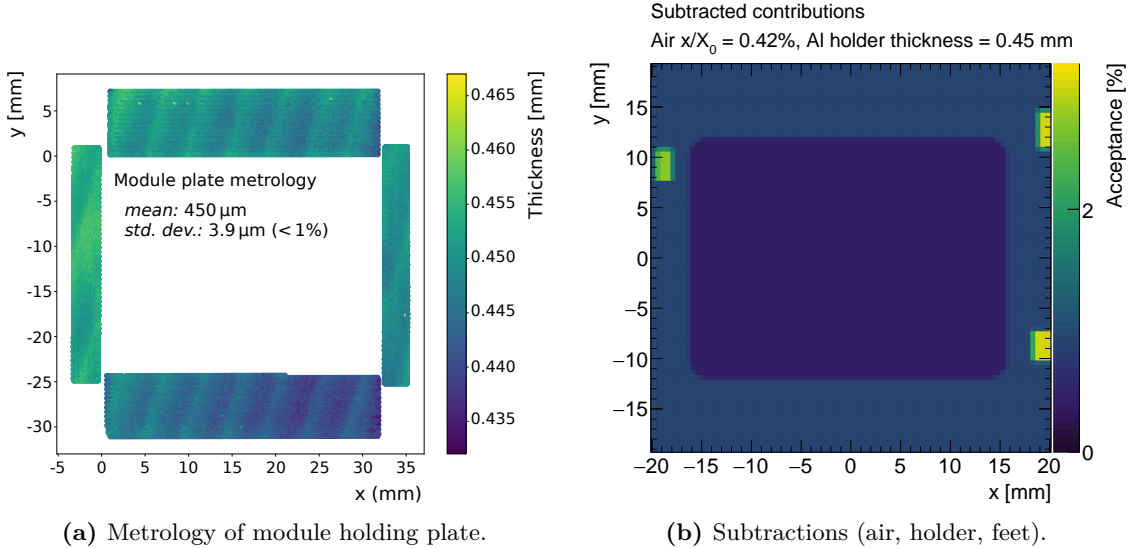 Subtracted contributions
Air x/X₀ = 0.42%, Al holder thickness = 0.45 mm
y [mm]
5
0
-5
-10
-15
-20
-25
-30
-5 0 5 10 15 20 25 30 35
x (mm)
Module plate metrology
mean: 450 μm
std. dev.: 3.9 μm (< 1%)
0.465
0.460
0.455
0.450
0.445
0.440
0.435
Thickness [mm]
y [mm]
15
10
5
0
−5
−10
−15
−20 −15 −10 −5 0 5 10 15 20
x [mm]
2
0
Acceptance [%]
(a) Metrology of module holding plate.
(b) Subtractions (air, holder, feet).